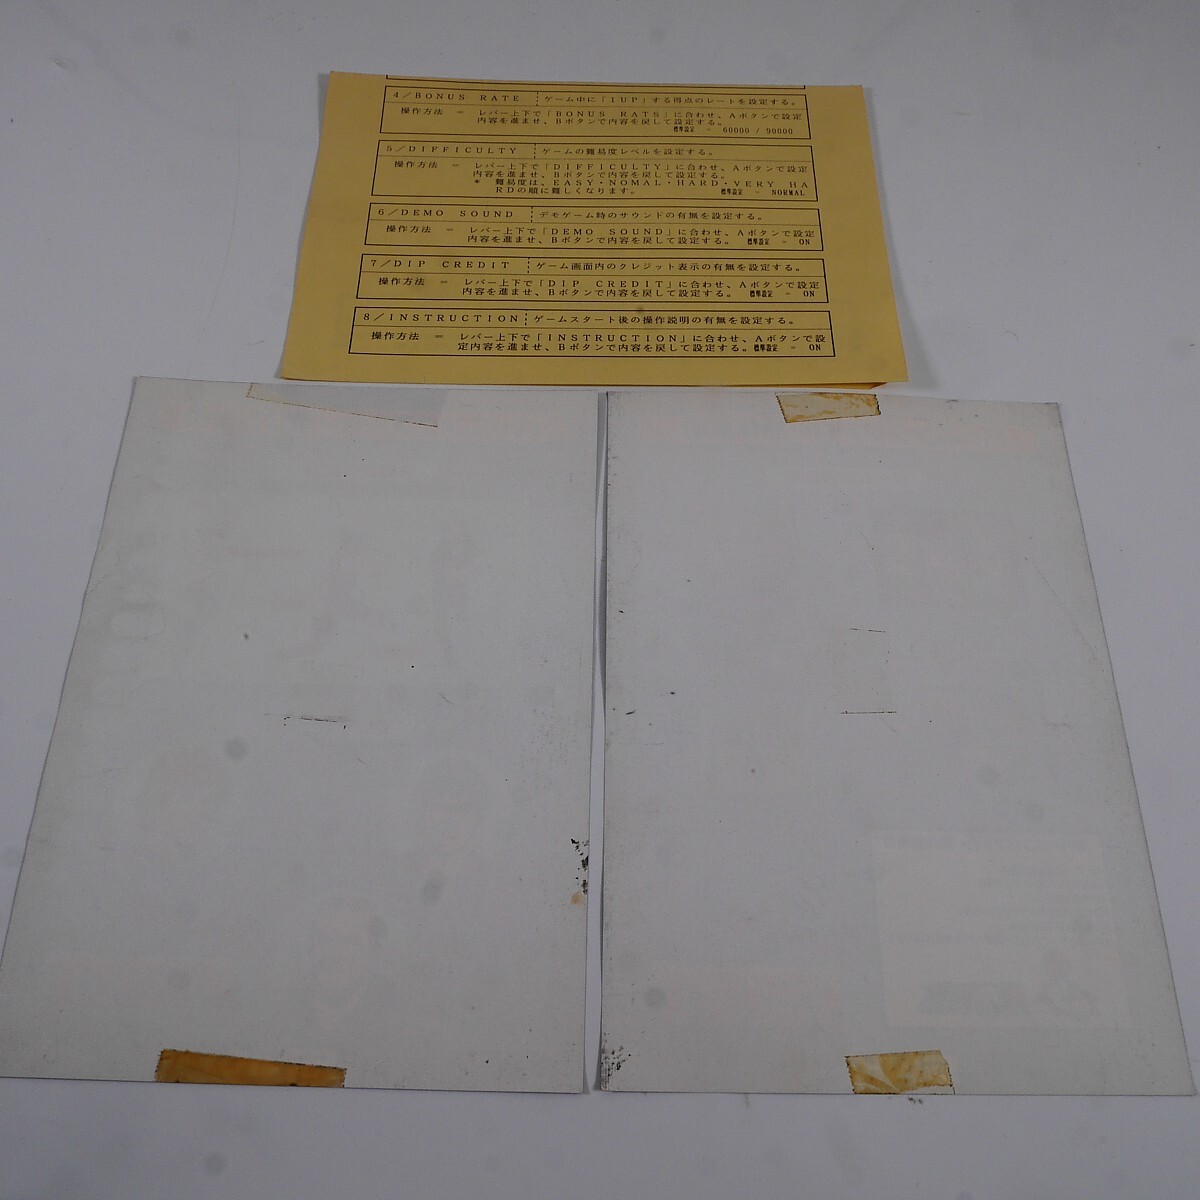 4／BONUS RATE ゲーム中に「1UP」する得点のレートを設定する。
操作方法 ＝ レバー上下で「BONUS RATS」に合わせ、Aボタンで設定
内容を進ませ、Bボタンで内容を戻して設定する。
標準設定 ＝ 60000 / 90000
5／DIFFICULTY ゲームの難易度レベルを設定する。
操作方法 ＝ レバー上下で「DIFFICULTY」に合わせ、Aボタンで設定
内容を進ませ、Bボタンで内容を戻して設定する。
＊ 難易度は、EASY・NOMAL・HARD・VERY HA
RDの順に難しくなります。 標準設定 ＝ NORMAL
6／DEMO SOUND デモゲーム時のサウンドの有無を設定する。
操作方法 ＝ レバー上下で「DEMO SOUND」に合わせ、Aボタンで設定
内容を進ませ、Bボタンで内容を戻して設定する。 標準設定 ＝ ON
7／DIP CREDIT ゲーム画面内のクレジット表示の有無を設定する。
操作方法 ＝ レバー上下で「DIP CREDIT」に合わせ、Aボタンで設定
内容を進ませ、Bボタンで内容を戻して設定する。 標準設定 ＝ ON
8／INSTRUCTION ゲームスタート後の操作説明の有無を設定する。
操作方法 ＝ レバー上下で「INSTRUCTION」に合わせ、Aボタンで設
定内容を進ませ、Bボタンで内容を戻して設定する。標準設定 ＝ ON